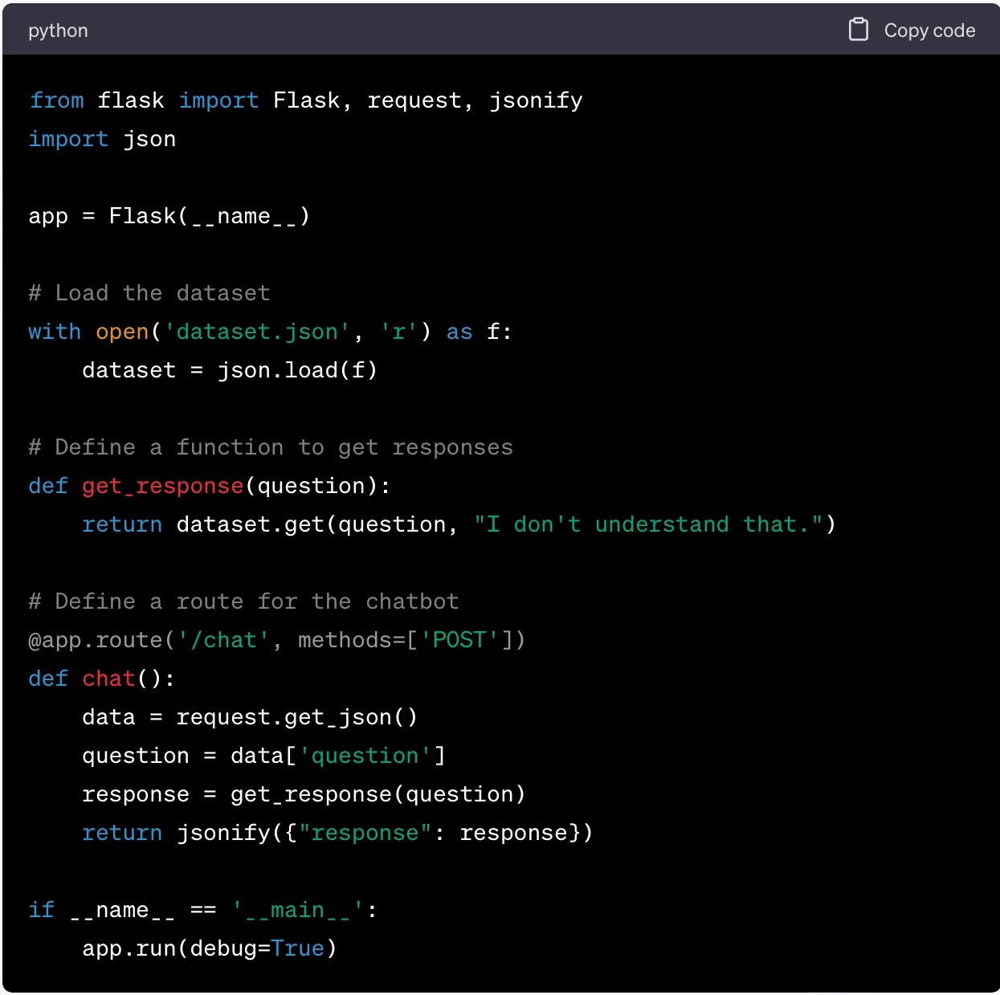 python
Copy code
from flask import Flask, request, jsonify
import json
app = Flask(__name__)
# Load the dataset
with open('dataset.json', 'r') as f:
    dataset = json.load(f)
# Define a function to get responses
def get_response(question):
    return dataset.get(question, "I don't understand that.")
# Define a route for the chatbot
@app.route('/chat', methods=['POST'])
def chat():
    data = request.get_json()
    question = data['question']
    response = get_response(question)
    return jsonify({"response": response})
if __name__ == '__main__':
    app.run(debug=True)